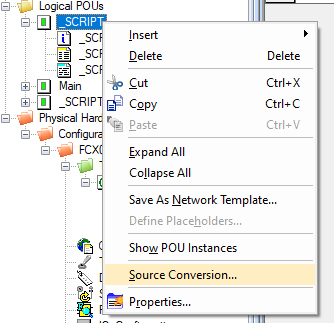 Logical POUs
_SCRIPT
_SC
_SC
_SC
Main
_SCRIPT
Physical Hard
Configura
FCX
Insert
Delete Delete
Cut Ctrl+X
Copy Ctrl+C
Paste Ctrl+V
Expand All
Collapse All
Save As Network Template...
Define Placeholders...
Show POU Instances
Source Conversion...
Properties...